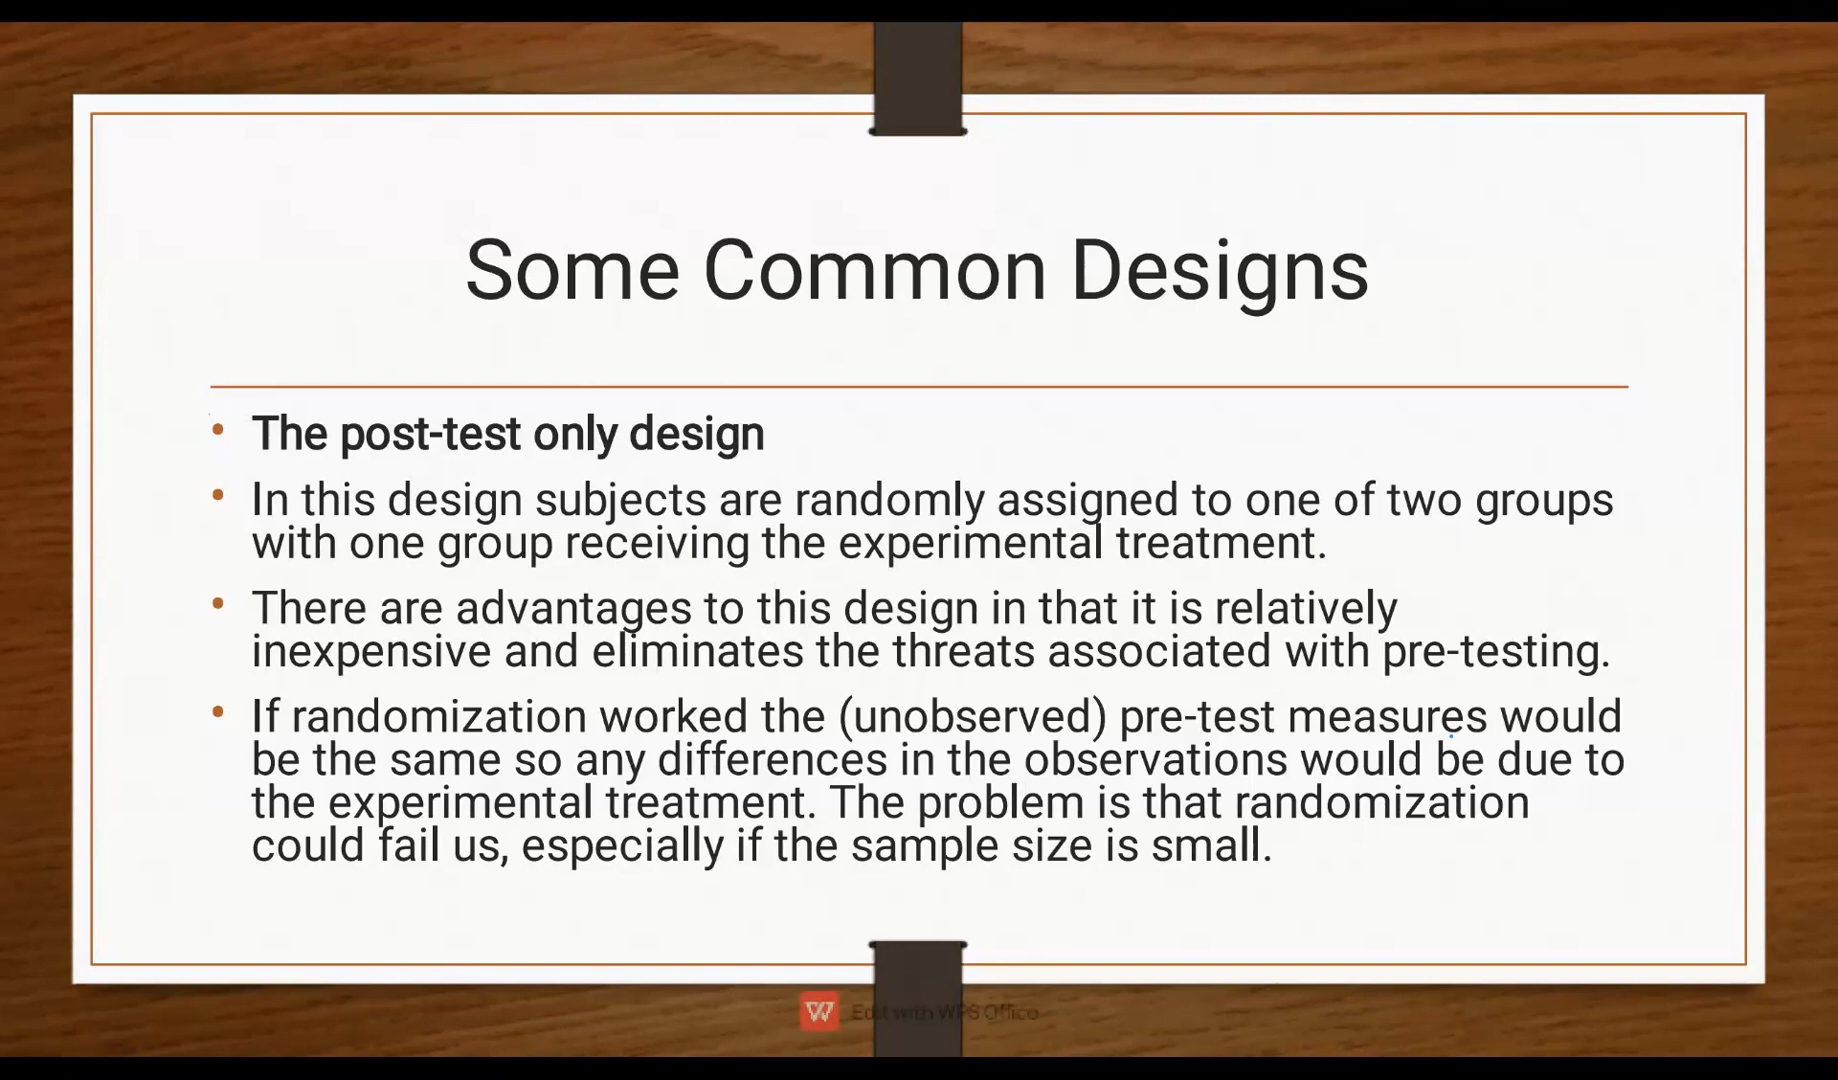 Some Common Designs
• The post-test only design
• In this design subjects are randomly assigned to one of two groups
with one group receiving the experimental treatment.
• There are advantages to this design in that it is relatively
inexpensive and eliminates the threats associated with pre-testing.
• If randomization worked the (unobserved) pre-test measures would
be the same so any differences in the observations would be due to
the experimental treatment. The problem is that randomization
could fail us, especially if the sample size is small.
W Edit with WPS Office